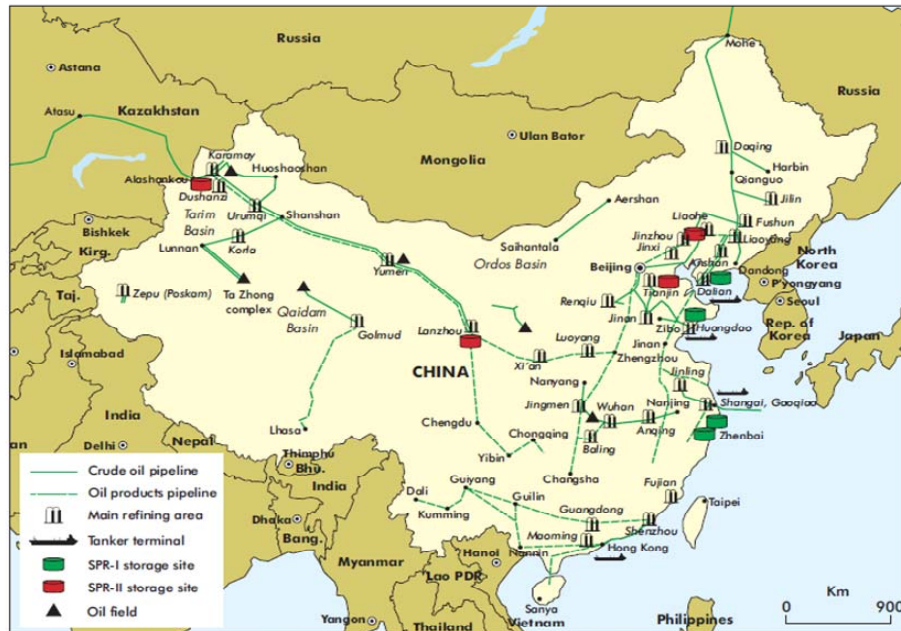 Russia
Mohe
Russia
Astana
Kazakhstan
Atasu
Ulan Bator
Mongolia
Karamay
Huoshaoshan
Alashankou
Dushanzi
Urumqi
Shanshan
Tarim
Basin
Bishkek
Kirg.
Lunnan
Korla
Taj.
Zepu (Poskam)
Ta Zhong
complex
Qaidam
Basin
Golmud
Yumen
Lanzhou
Aershan
Saihantala
Ordos Basin
Daqing
Harbin
Qianguo
Jilin
Liaohe
Fushun
Jinzhou
Jinxi
Liaoyang
Anshan
North
Korea
Beijing
Dandong
P'yongyang
Tianjin
Dalian
Seoul
Renqiu
Rep. of
Korea
Japan
Jinan
Zibo
Huangdao
Islamabad
Luoyang
Jinan
Xi'an
Zhengzhou
CHINA
Nanyang
Jinling
Jingmen
Wuhan
Nanjing
Shangai, Gaoqiao
Anqing
Zhenbai
Baling
India
Delhi
Nepal
Lhasa
Chengdu
Chongqing
Yibin
Changsha
Thimphu
Bhu.
India
Dhaka
Bang.
Dali
Guiyang
Kumming
Guilin
Guangdong
Fujian
Taipei
Shenzhou
Maoming
Nannin
Hong Kong
Hanoi
Myanmar
Lao PDR
Sanya
Vietnam
Yangon
Thailand
Philippines
Crude oil pipeline
Oil products pipeline
Main refining area
Tanker terminal
SPR-I storage site
SPR-II storage site
Oil field
Km
0 900